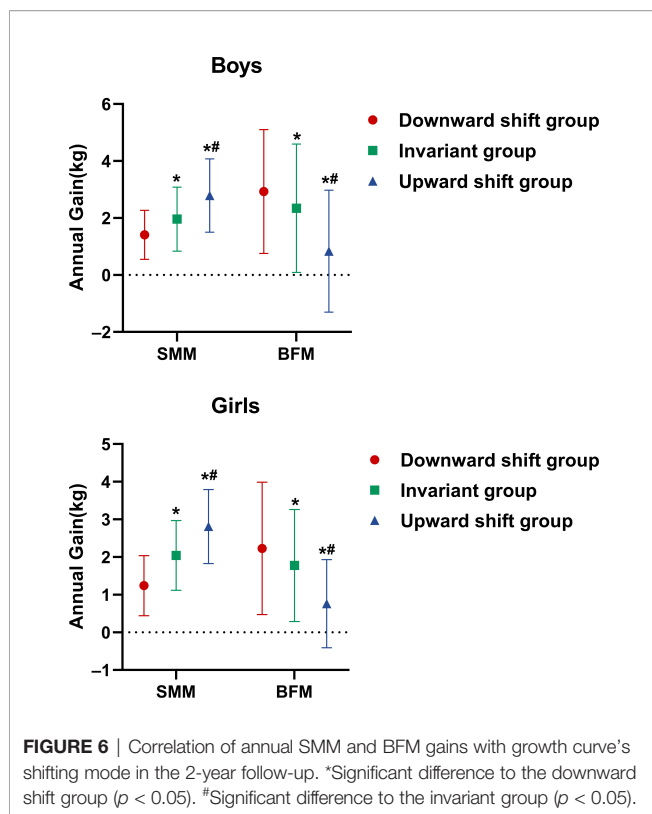 Boys
6
4
2
0
–2
Annual Gain(kg)
* *# * *#
SMM BFM
Downward shift group
Invariant group
Upward shift group
Girls
5
4
3
2
1
0
–1
Annual Gain(kg)
* *# * *#
SMM BFM
Downward shift group
Invariant group
Upward shift group
FIGURE 6 | Correlation of annual SMM and BFM gains with growth curve’s
shifting mode in the 2-year follow-up. *Significant difference to the downward
shift group (p < 0.05). #Significant difference to the invariant group (p < 0.05).